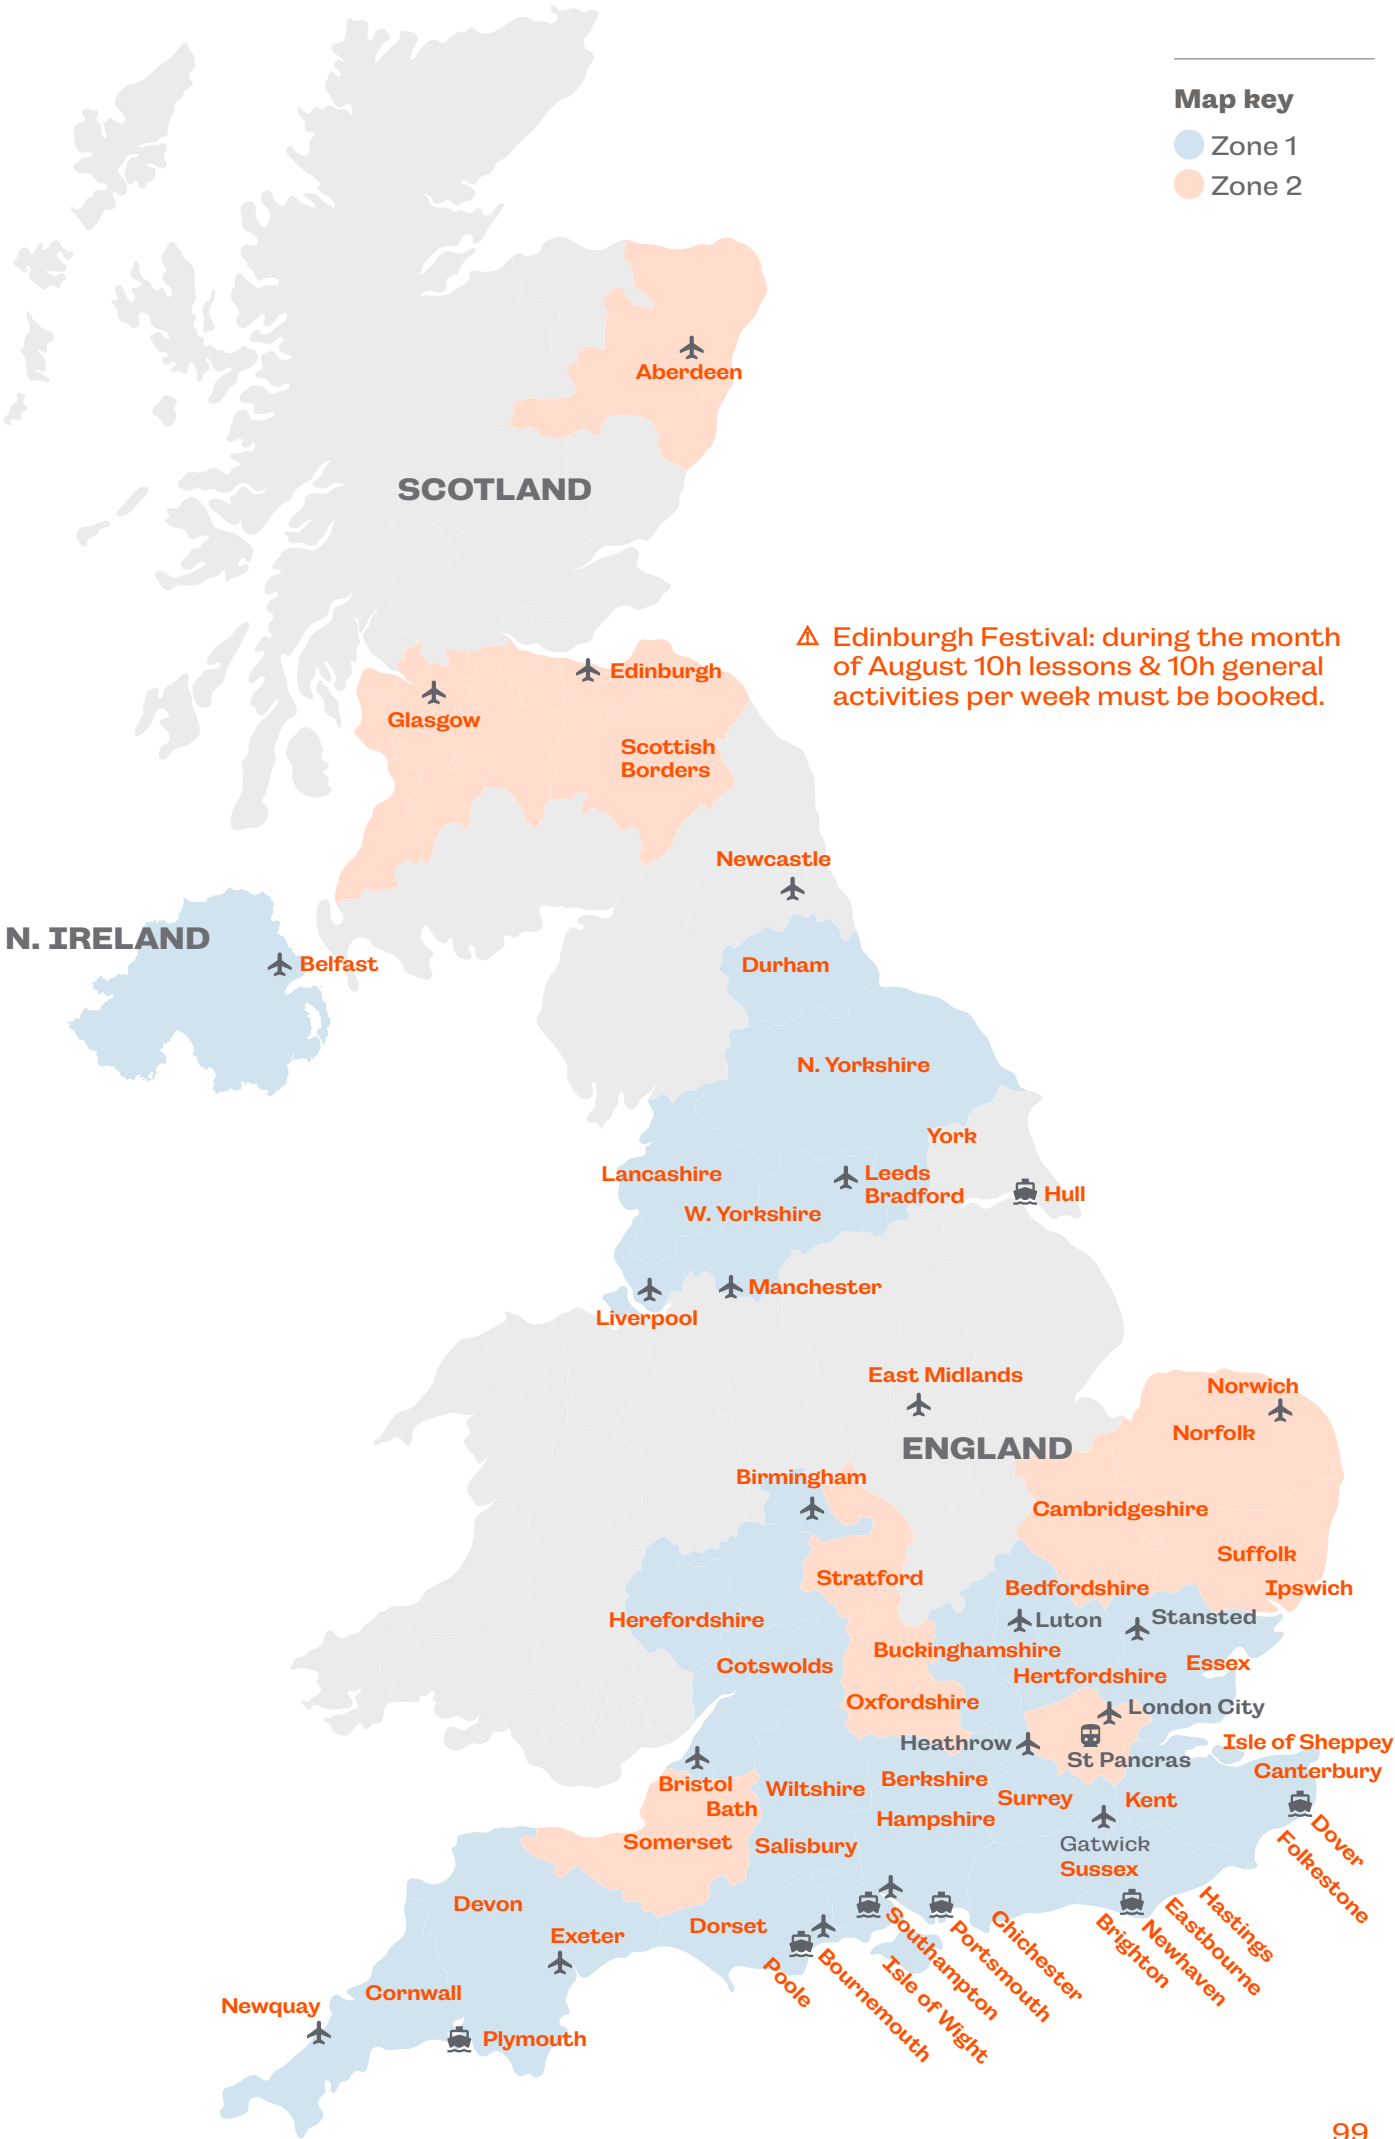 Map key
Zone 1
Zone 2
Aberdeen
SCOTLAND
⚠ Edinburgh Festival: during the month
of August 10h lessons & 10h general
activities per week must be booked.
Edinburgh
Glasgow
Scottish
Borders
Newcastle
N. IRELAND
Belfast
Durham
N. Yorkshire
York
Lancashire
Leeds
Bradford
Hull
W. Yorkshire
Manchester
Liverpool
East Midlands
Norwich
Norfolk
ENGLAND
Birmingham
Cambridgeshire
Suffolk
Stratford
Bedfordshire
Ipswich
Herefordshire
Luton
Stansted
Buckinghamshire
Cotswolds
Hertfordshire
Essex
Oxfordshire
London City
Heathrow
Isle of Sheppey
St Pancras
Canterbury
Bristol
Wiltshire
Berkshire
Surrey
Kent
Bath
Hampshire
Somerset
Salisbury
Gatwick
Sussex
Dover
Folkestone
Devon
Exeter
Dorset
Hastings
Eastbourne
Newhaven
Brighton
Chichester
Portsmouth
Southampton
Isle of Wight
Bournemouth
Poole
Cornwall
Newquay
Plymouth
99